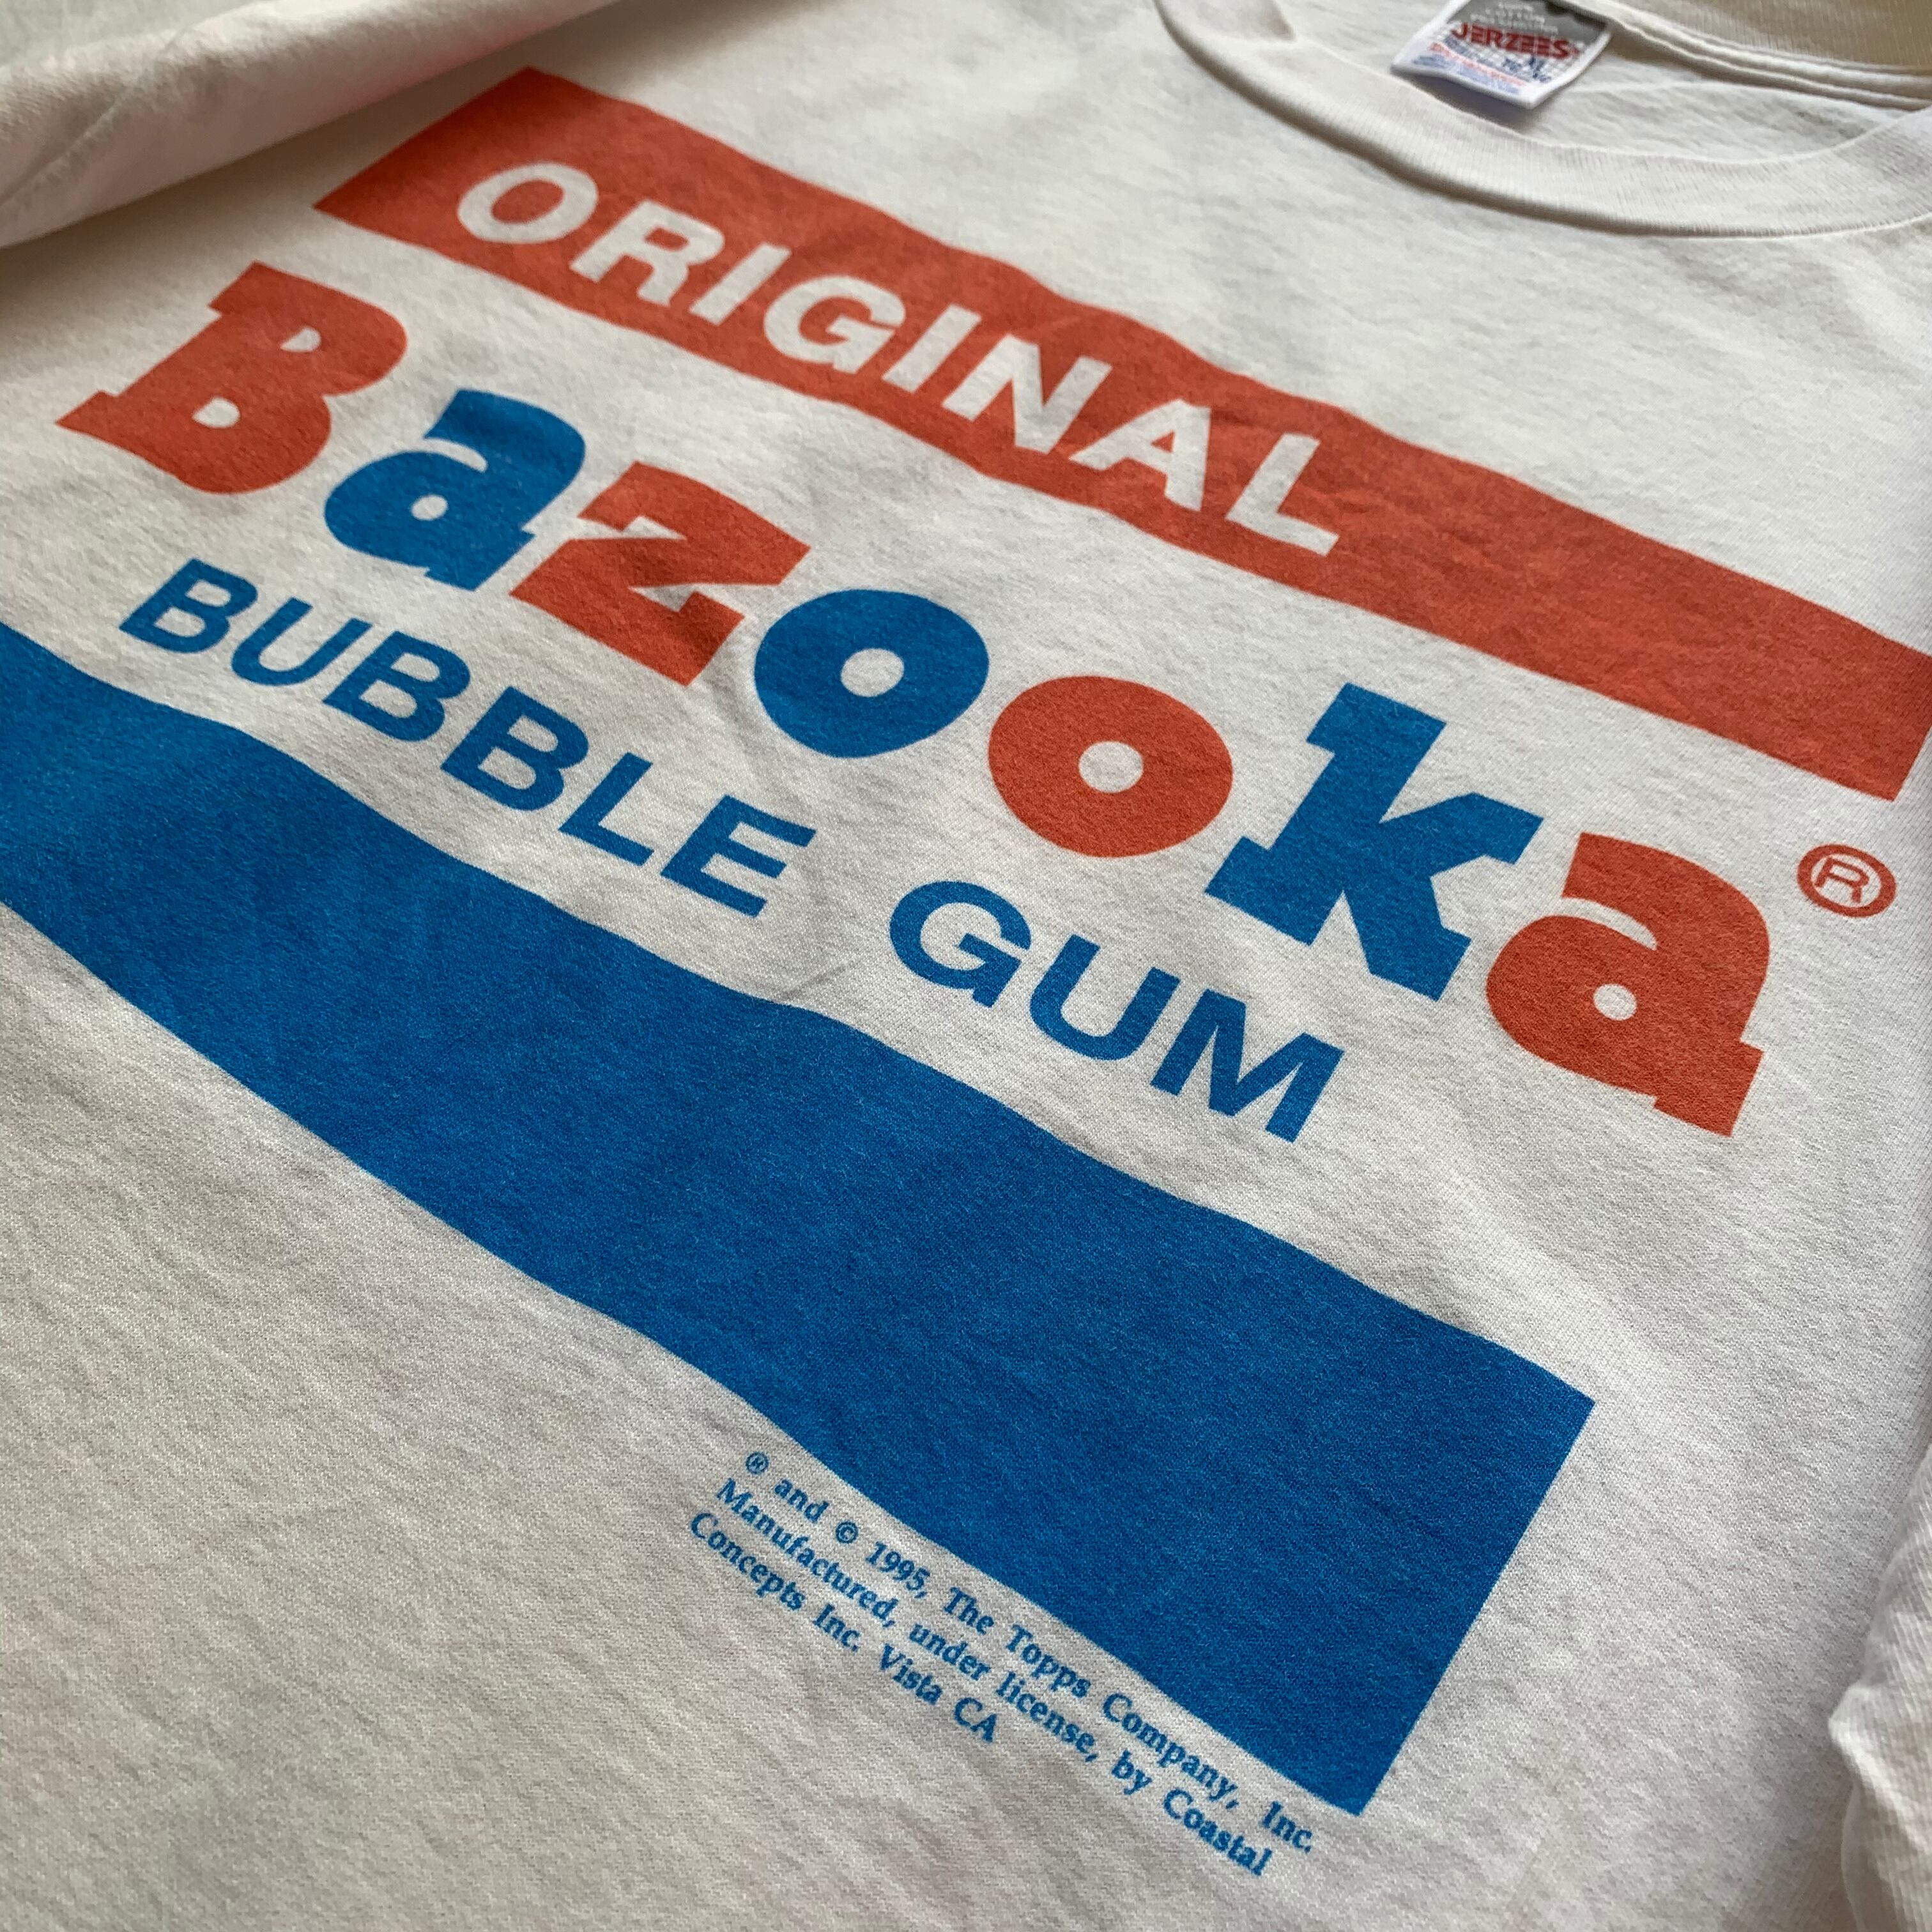 JERZEES
XL
ORIGINAL
Bazooka®
BUBBLE GUM
® and © 1995, The Topps Company, Inc.
Manufactured, under license, by Coastal
Concepts Inc. Vista CA